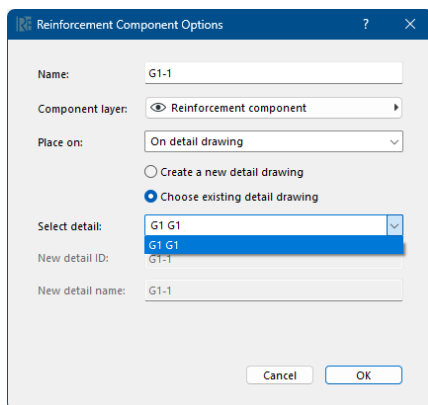 Reinforcement Component Options ? ×
Name: G1-1
Component layer: Reinforcement component
Place on: On detail drawing
Create a new detail drawing
Choose existing detail drawing
Select detail: G1 G1
G1 G1
New detail ID: G1-1
New detail name: G1-1
Cancel OK